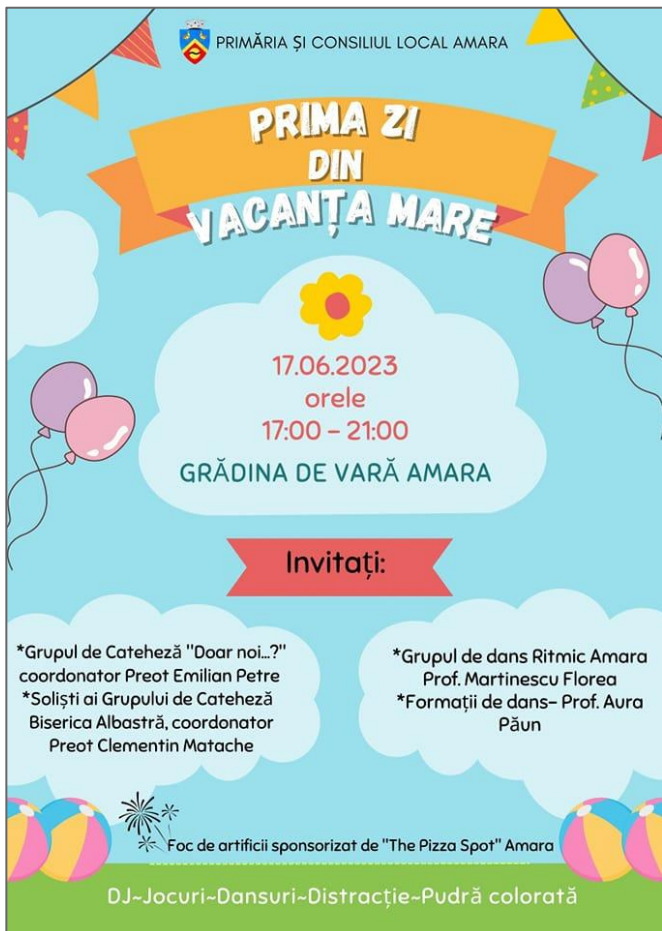 PRIMĂRIA ȘI CONSILIUL LOCAL AMARA
PRIMA ZI
DIN
VACANȚA MARE
17.06.2023
orele
17:00 – 21:00
GRĂDINA DE VARĂ AMARA
Invitați:
*Grupul de Cateheză "Doar noi...?"
coordonator Preot Emilian Petre
*Soliști ai Grupului de Cateheză
Biserica Albastră, coordonator
Preot Clementin Matache
*Grupul de dans Ritmic Amara
Prof. Martinescu Florea
*Formații de dans– Prof. Aura
Păun
Foc de artificii sponsorizat de "The Pizza Spot" Amara
DJ~Jocuri~Dansuri~Distracție~Pudră colorată